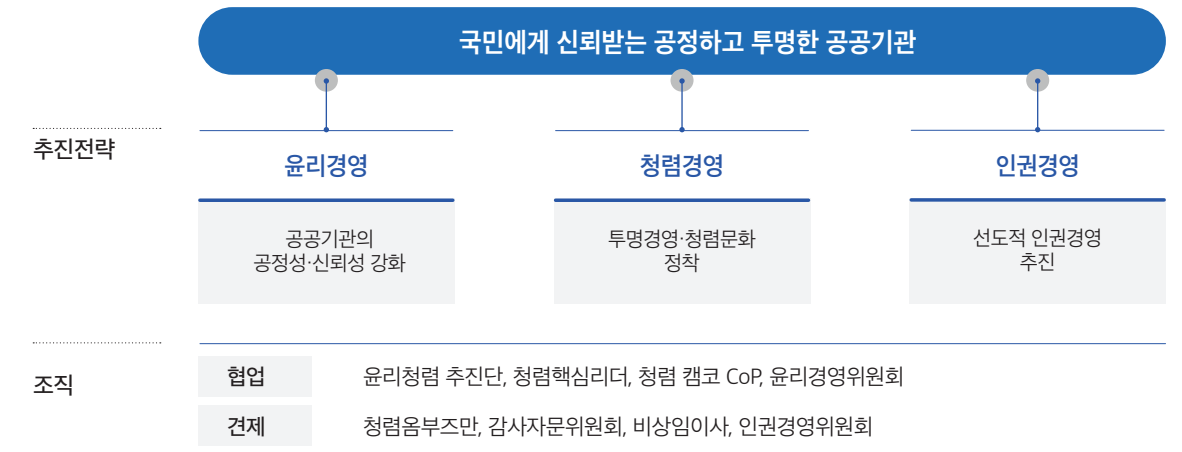 국민에게 신뢰받는 공정하고 투명한 공공기관
추진전략
윤리경영
청렴경영
인권경영
공공기관의
공정성·신뢰성 강화
투명경영·청렴문화
정착
선도적 인권경영
추진
조직
협업
윤리청렴 추진단, 청렴핵심리더, 청렴 캠코 CoP, 윤리경영위원회
견제
청렴옴부즈만, 감사자문위원회, 비상임이사, 인권경영위원회